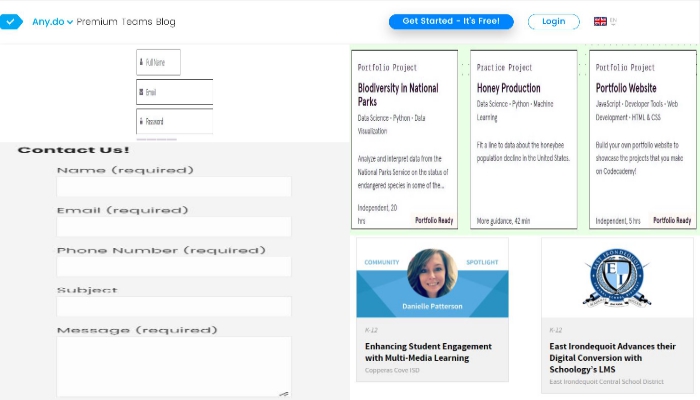 Any.do Premium Teams Blog
Get Started - It's Free!
Login
EN
Full Name
Email
Password
Contact Us!
Name (required)
Email (required)
Phone Number (required)
Subject
Message (required)
Portfolio Project
Biodiversity in National
Parks
Data Science • Python • Data
Visualization
Analyze and interpret data from the
National Parks Service on the status of
endangered species in some of the...
Independent, 20
hrs
Portfolio Ready
Practice Project
Honey Production
Data Science • Python • Machine
Learning
Fit a line to data about the honeybee
population decline in the United States.
More guidance, 42 min
Portfolio Project
Portfolio Website
JavaScript • Developer Tools • Web
Development • HTML & CSS
Build your own portfolio website to
showcase the projects that you make
on Codecademy!
Independent, 5 hrs
Portfolio Ready
COMMUNITY SPOTLIGHT
Danielle Patterson
K-12
Enhancing Student Engagement
with Multi-Media Learning
Copperas Cove ISD
EAST IRONDEQUOIT
EI
K-12
East Irondequoit Advances their
Digital Conversion with
Schoology's LMS
East Irondequoit Central School District